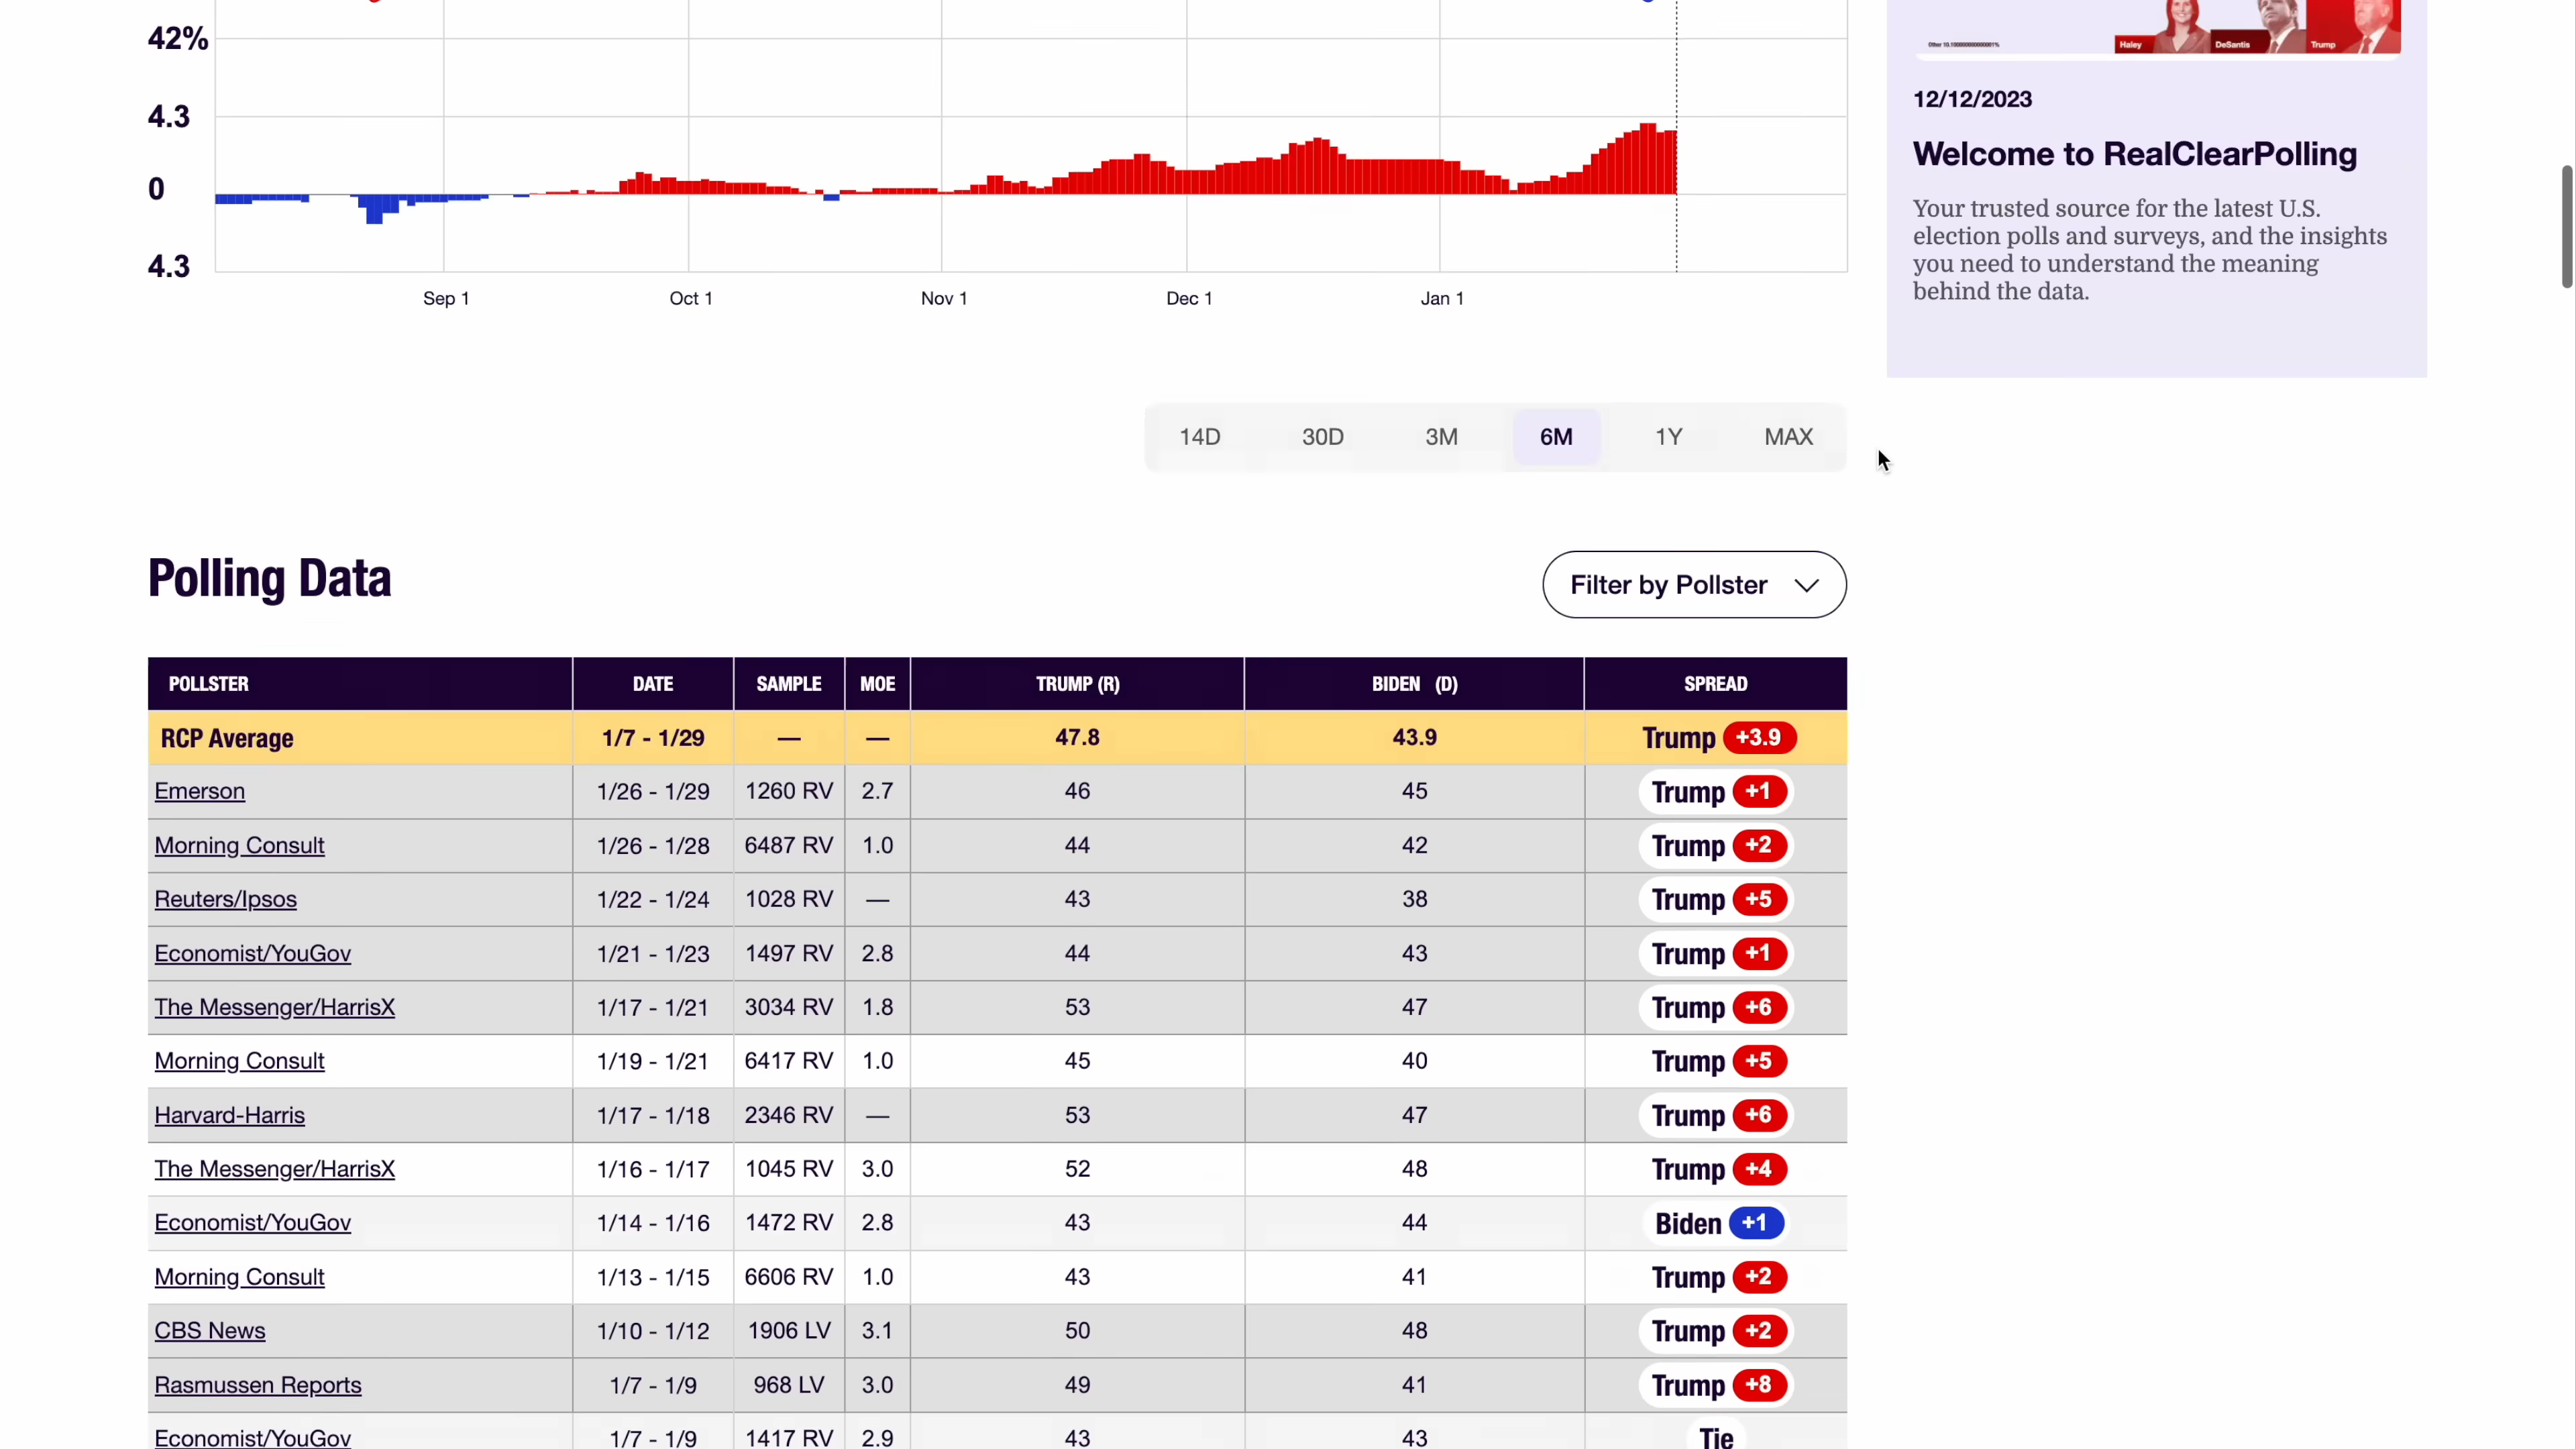 42%
4.3
0
4.3
Sep 1 Oct 1 Nov 1 Dec 1 Jan 1
Haley DeSantis Trump
12/12/2023
Welcome to RealClearPolling
Your trusted source for the latest U.S.
election polls and surveys, and the insights
you need to understand the meaning
behind the data.
14D 30D 3M 6M 1Y MAX
Polling Data
Filter by Pollster
POLLSTER DATE SAMPLE MOE TRUMP (R) BIDEN (D) SPREAD
RCP Average 1/7 - 1/29 — — 47.8 43.9 Trump +3.9
Emerson 1/26 - 1/29 1260 RV 2.7 46 45 Trump +1
Morning Consult 1/26 - 1/28 6487 RV 1.0 44 42 Trump +2
Reuters/Ipsos 1/22 - 1/24 1028 RV — 43 38 Trump +5
Economist/YouGov 1/21 - 1/23 1497 RV 2.8 44 43 Trump +1
The Messenger/HarrisX 1/17 - 1/21 3034 RV 1.8 53 47 Trump +6
Morning Consult 1/19 - 1/21 6417 RV 1.0 45 40 Trump +5
Harvard-Harris 1/17 - 1/18 2346 RV — 53 47 Trump +6
The Messenger/HarrisX 1/16 - 1/17 1045 RV 3.0 52 48 Trump +4
Economist/YouGov 1/14 - 1/16 1472 RV 2.8 43 44 Biden +1
Morning Consult 1/13 - 1/15 6606 RV 1.0 43 41 Trump +2
CBS News 1/10 - 1/12 1906 LV 3.1 50 48 Trump +2
Rasmussen Reports 1/7 - 1/9 968 LV 3.0 49 41 Trump +8
Economist/YouGov 1/7 - 1/9 1417 RV 2.9 43 43 Tie